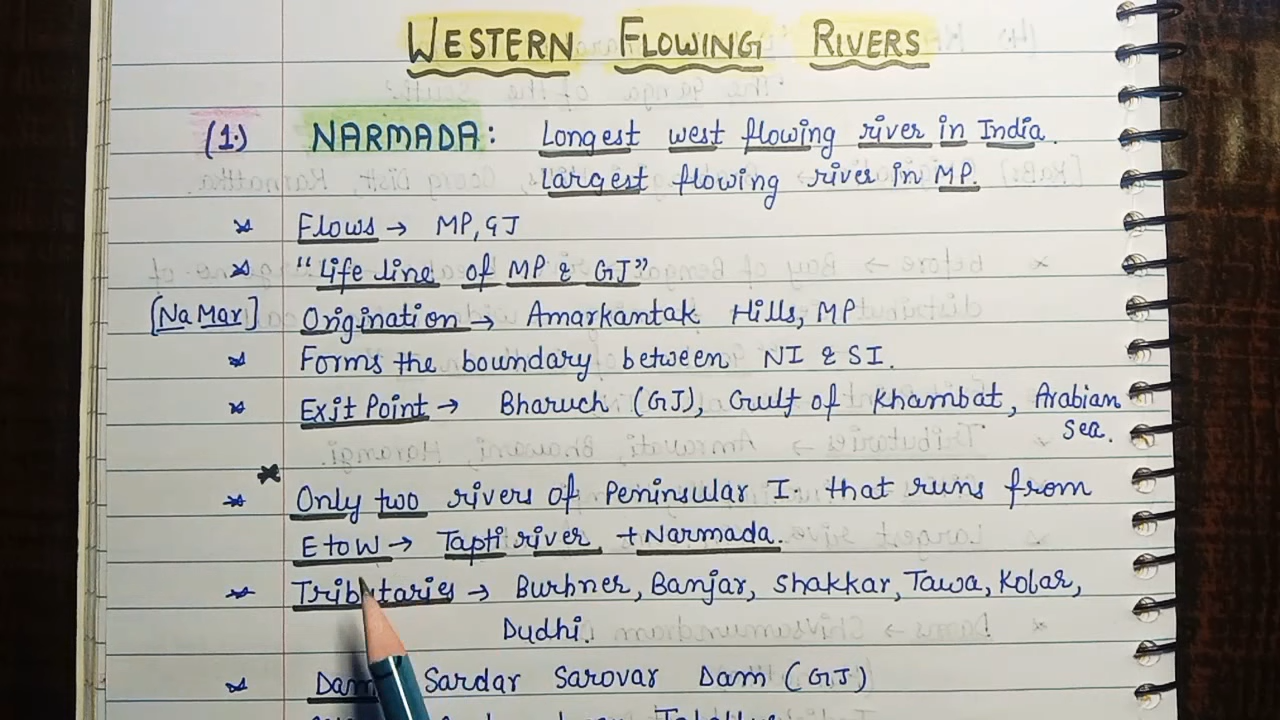 WESTERN FLOWING RIVERS
(1.) NARMADA: Longest west flowing river in India.
Largest flowing river in MP.
Flows → MP, GJ
"Life line of MP & GJ"
[NaMar] Origination → Amarkantak Hills, MP
Forms the boundary between NI & SI.
Exit Point → Bharuch (GJ), Gulf of Khambat, Arabian
Sea.
Only two rivers of Peninsular I. that runs from
E to W → Tapti river + Narmada.
Tributaries → Burhner, Banjar, Shakkar, Tawa, Kolar,
Dudhi.
Sardar Sarovar Dam (GJ)